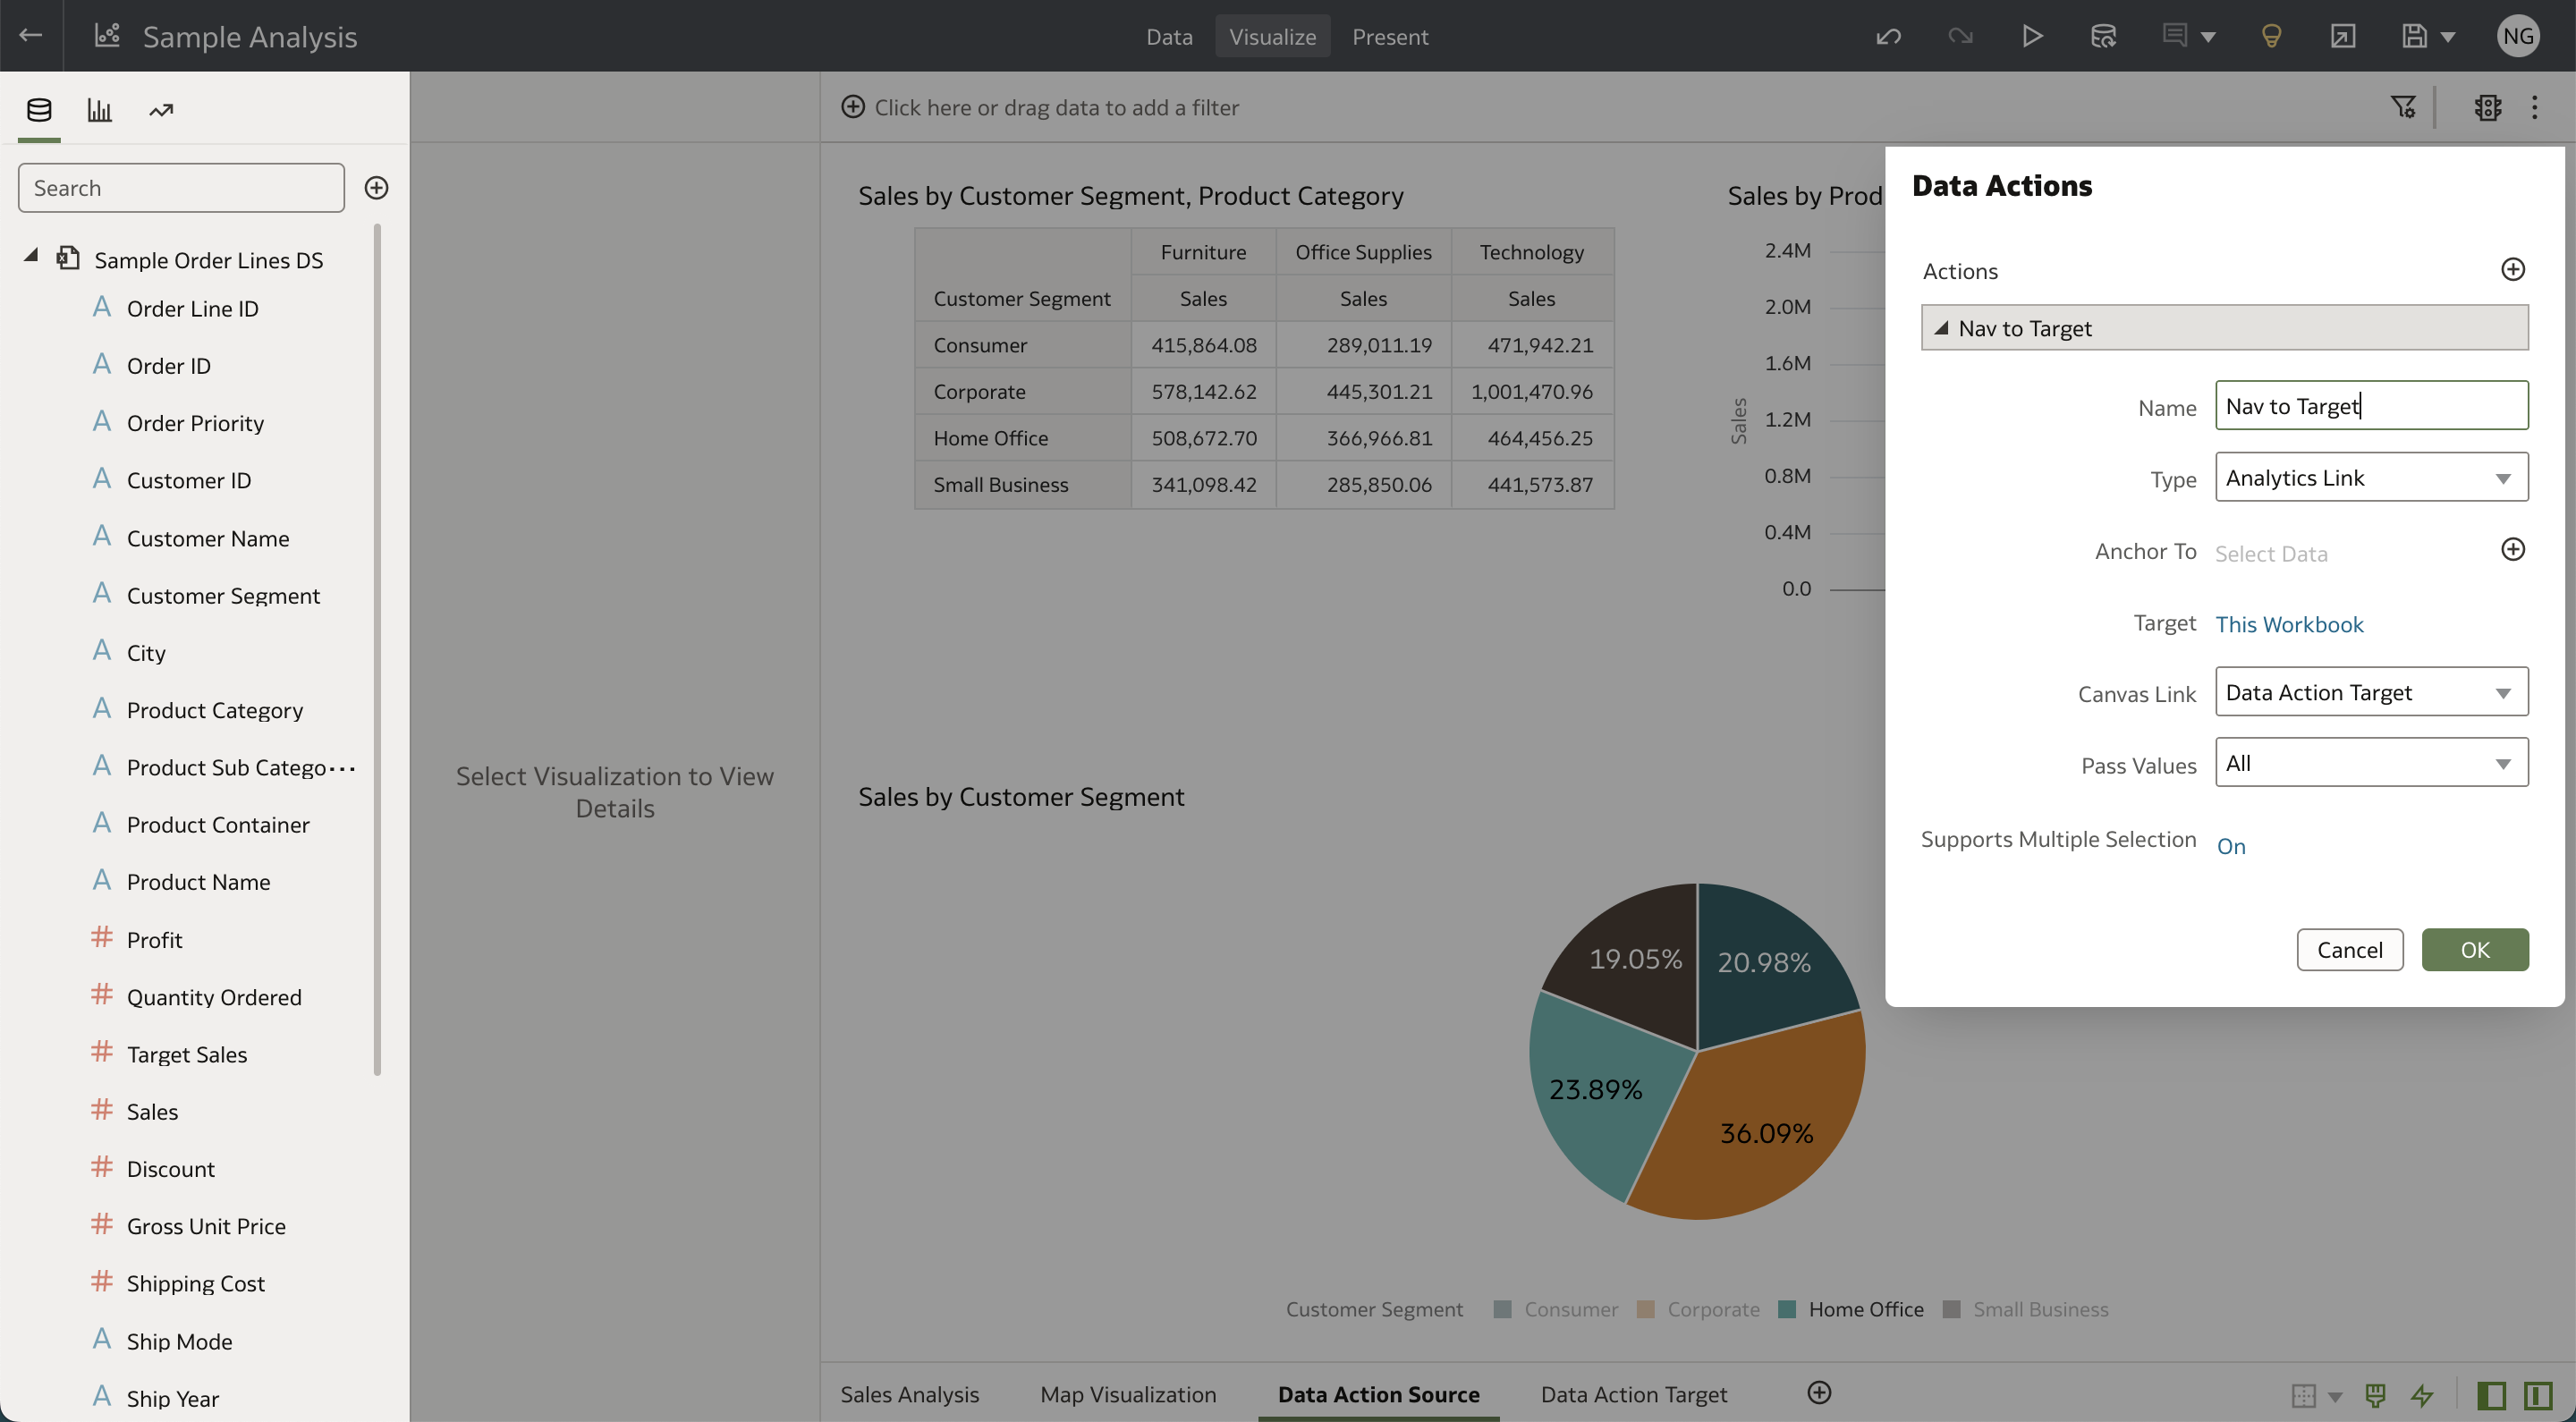 Sample Analysis
Data Visualize Present
NG
Search
Sample Order Lines DS
Order Line ID
Order ID
Order Priority
Customer ID
Customer Name
Customer Segment
City
Product Category
Product Sub Catego...
Product Container
Product Name
Profit
Quantity Ordered
Target Sales
Sales
Discount
Gross Unit Price
Shipping Cost
Ship Mode
Ship Year
Select Visualization to View
Details
Click here or drag data to add a filter
Sales by Customer Segment, Product Category
Furniture Office Supplies Technology
Customer Segment Sales Sales Sales
Consumer 415,864.08 289,011.19 471,942.21
Corporate 578,142.62 445,301.21 1,001,470.96
Home Office 508,672.70 366,966.81 464,456.25
Small Business 341,098.42 285,850.06 441,573.87
Sales by Prod
Sales
2.4M
2.0M
1.6M
1.2M
0.8M
0.4M
0.0
Sales by Customer Segment
19.05% 20.98%
23.89%
36.09%
Customer Segment Consumer Corporate Home Office Small Business
Data Actions
Actions
Nav to Target
Name Nav to Target
Type Analytics Link
Anchor To Select Data
Target This Workbook
Canvas Link Data Action Target
Pass Values All
Supports Multiple Selection On
Cancel OK
Sales Analysis Map Visualization Data Action Source Data Action Target